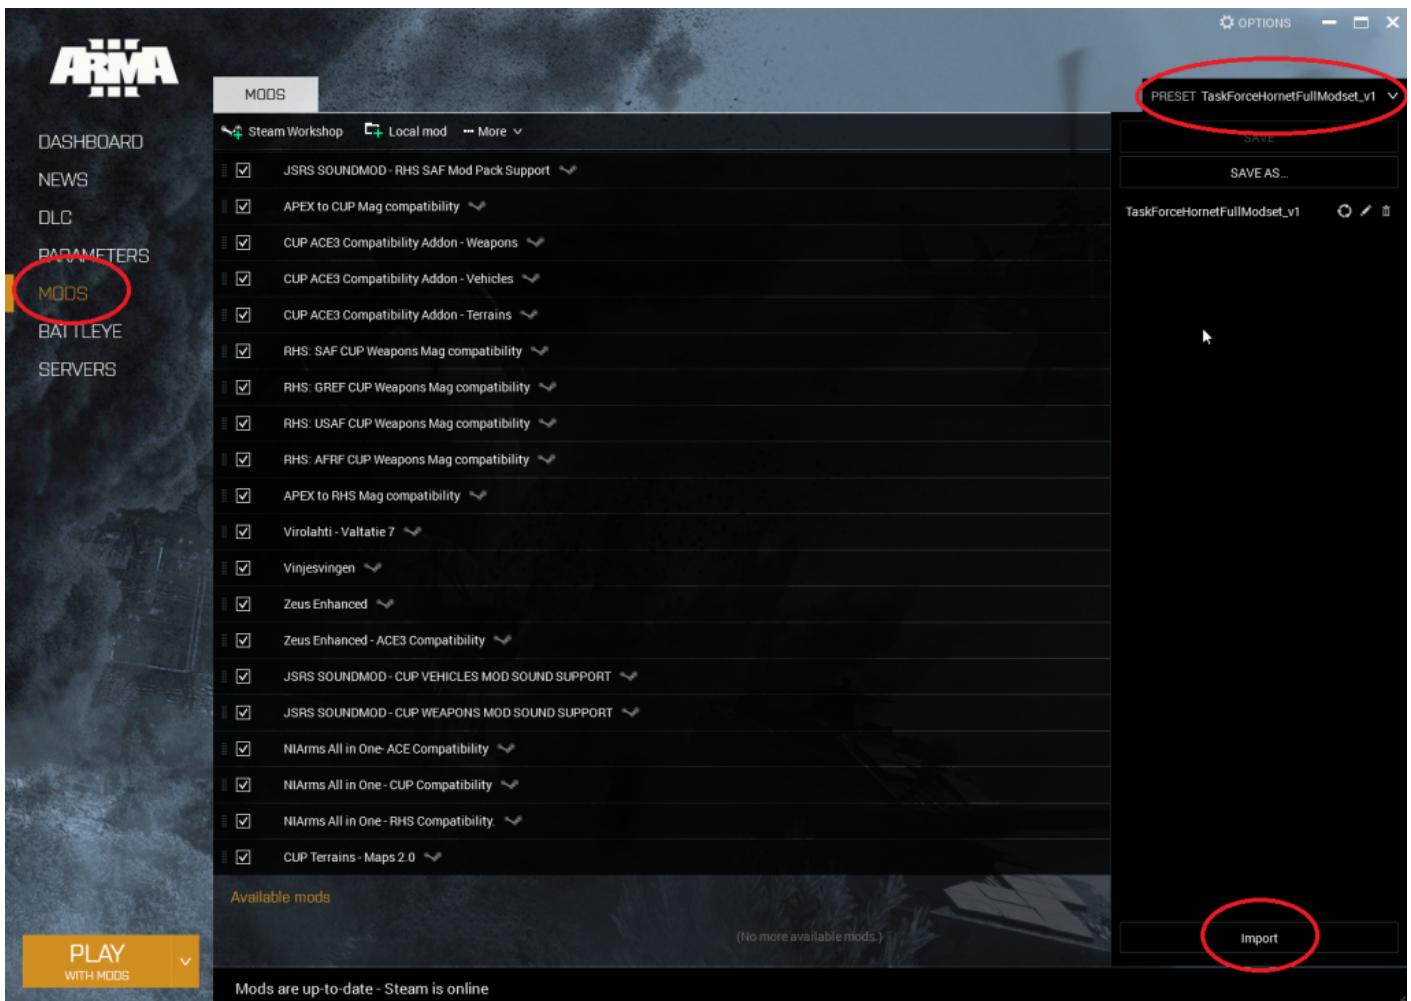 OPTIONS
ARMA III
MODS
PRESET TaskForceHornetFullModset_v1
DASHBOARD
NEWS
DLC
PARAMETERS
MODS
BATTLEYE
SERVERS
Steam Workshop Local mod ··· More
JSRS SOUNDMOD - RHS SAF Mod Pack Support
APEX to CUP Mag compatibility
CUP ACE3 Compatibility Addon - Weapons
CUP ACE3 Compatibility Addon - Vehicles
CUP ACE3 Compatibility Addon - Terrains
RHS: SAF CUP Weapons Mag compatibility
RHS: GREF CUP Weapons Mag compatibility
RHS: USAF CUP Weapons Mag compatibility
RHS: AFRF CUP Weapons Mag compatibility
APEX to RHS Mag compatibility
Virolahti - Valtatie 7
Vinjesvingen
Zeus Enhanced
Zeus Enhanced - ACE3 Compatibility
JSRS SOUNDMOD - CUP VEHICLES MOD SOUND SUPPORT
JSRS SOUNDMOD - CUP WEAPONS MOD SOUND SUPPORT
NIArms All in One- ACE Compatibility
NIArms All in One - CUP Compatibility
NIArms All in One - RHS Compatibility.
CUP Terrains - Maps 2.0
Available mods
(No more available mods.)
SAVE
SAVE AS...
TaskForceHornetFullModset_v1
Import
PLAY
WITH MODS
Mods are up-to-date - Steam is online